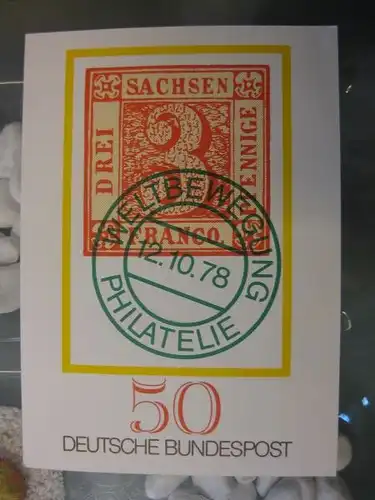 SACHSEN
DREI
3
PFENNIGE
FRANCO
WELTBEWEGUNG
12.10.78
PHILATELIE
50
DEUTSCHE BUNDESPOST